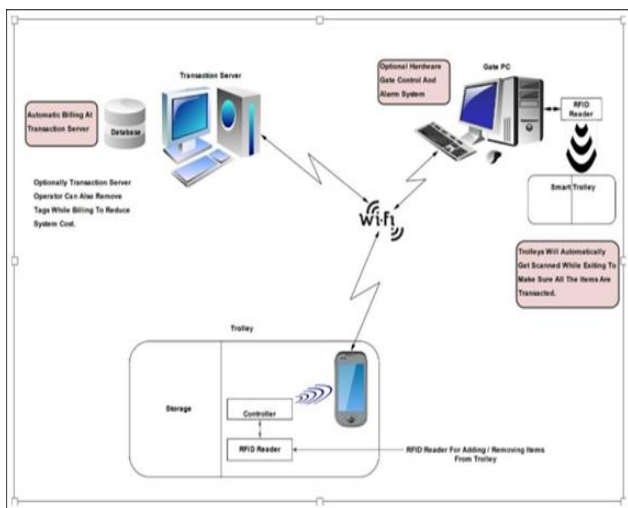 Transaction Server
Automatic Billing At
Transaction Server
Database
Optionally Transaction Server
Operator Can Also Remove
Tags While Billing To Reduce
System Cost.
Optional Hardware
Gate Control And
Alarm System
Gate PC
RFID
Reader
Smart Trolley
Trolleys Will Automatically
Get Scanned While Exiting To
Make Sure All The Items Are
Transacted.
wifi
Trolley
Storage
Controller
RFID Reader
RFID Reader For Adding / Removing Items
From Trolley